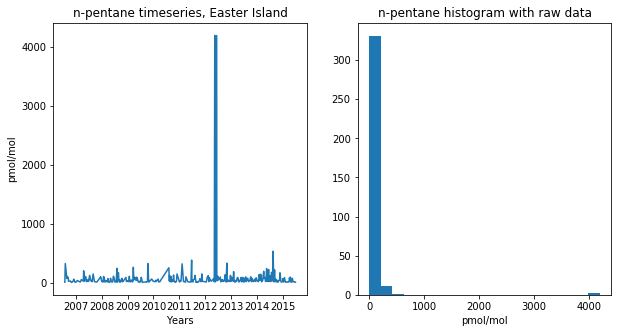 n-pentane timeseries, Easter Island
4000
3000
2000
1000
0
pmol/mol
2007 2008 2009 2010 2011 2012 2013 2014 2015
Years
n-pentane histogram with raw data
350
300
250
200
150
100
50
0
0 1000 2000 3000 4000
pmol/mol